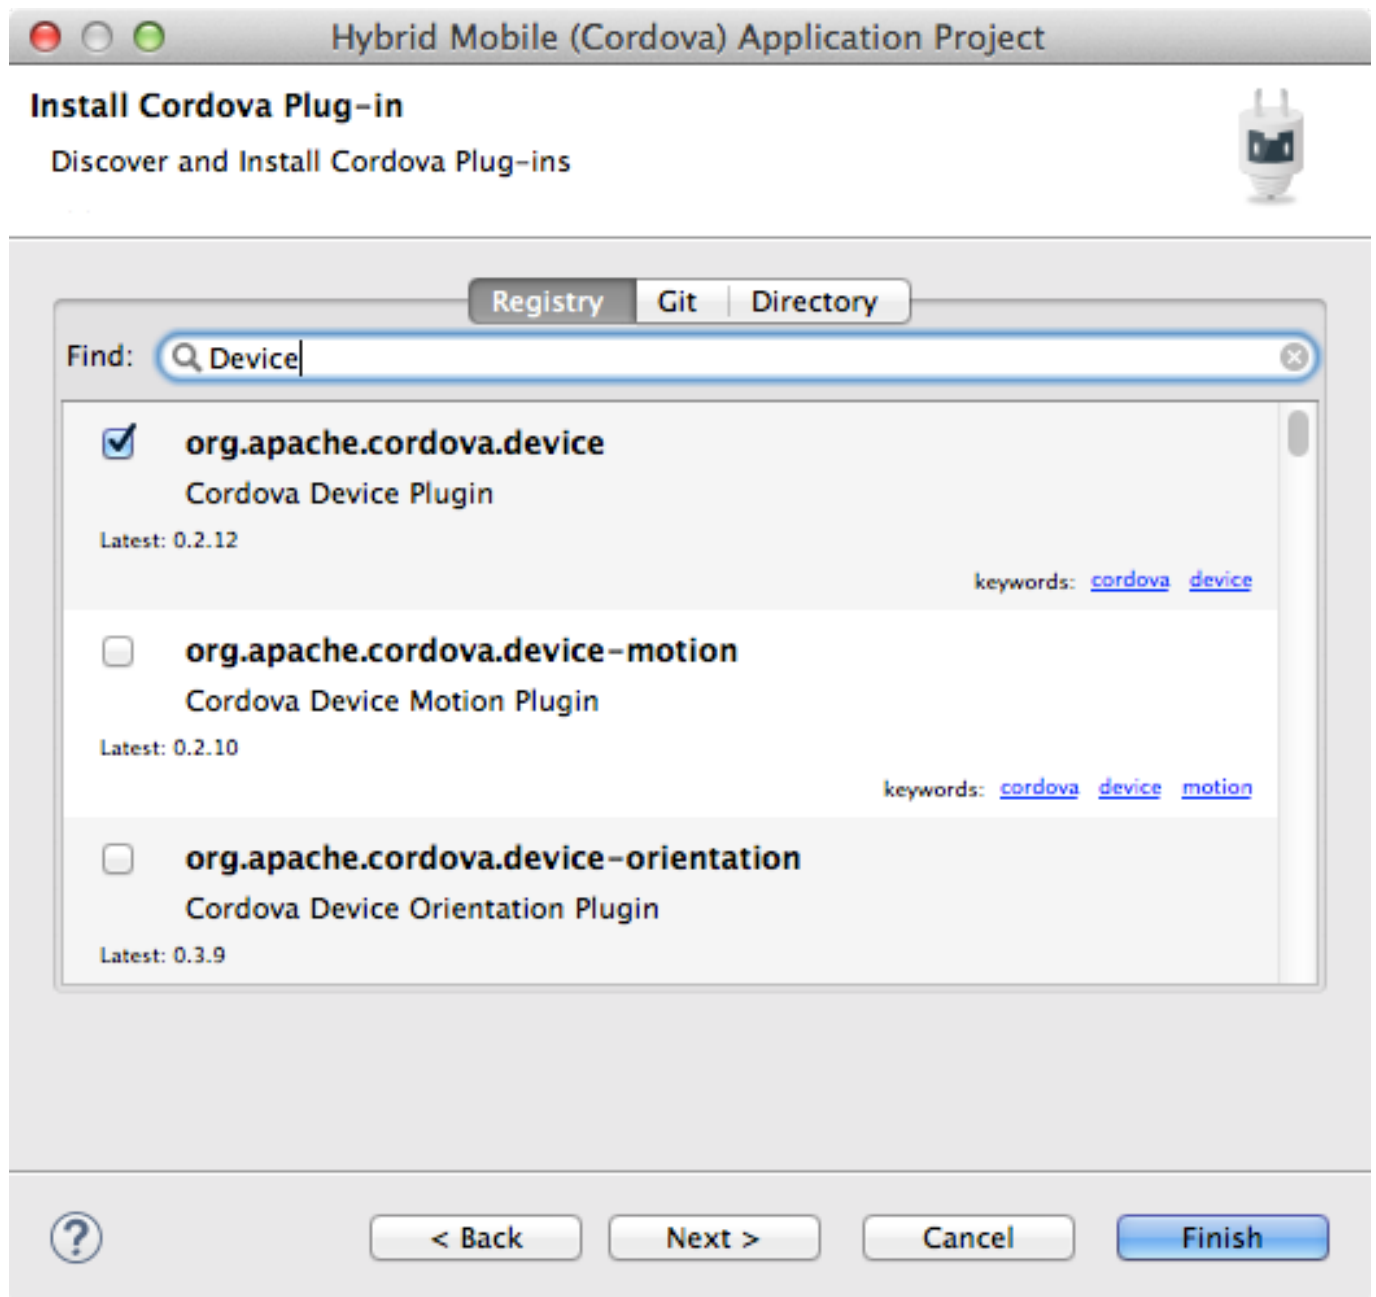 Hybrid Mobile (Cordova) Application Project
Install Cordova Plug-in
Discover and Install Cordova Plug-ins
Registry Git Directory
Find: Device
org.apache.cordova.device
Cordova Device Plugin
Latest: 0.2.12
keywords: cordova device
org.apache.cordova.device-motion
Cordova Device Motion Plugin
Latest: 0.2.10
keywords: cordova device motion
org.apache.cordova.device-orientation
Cordova Device Orientation Plugin
Latest: 0.3.9
? < Back Next > Cancel Finish